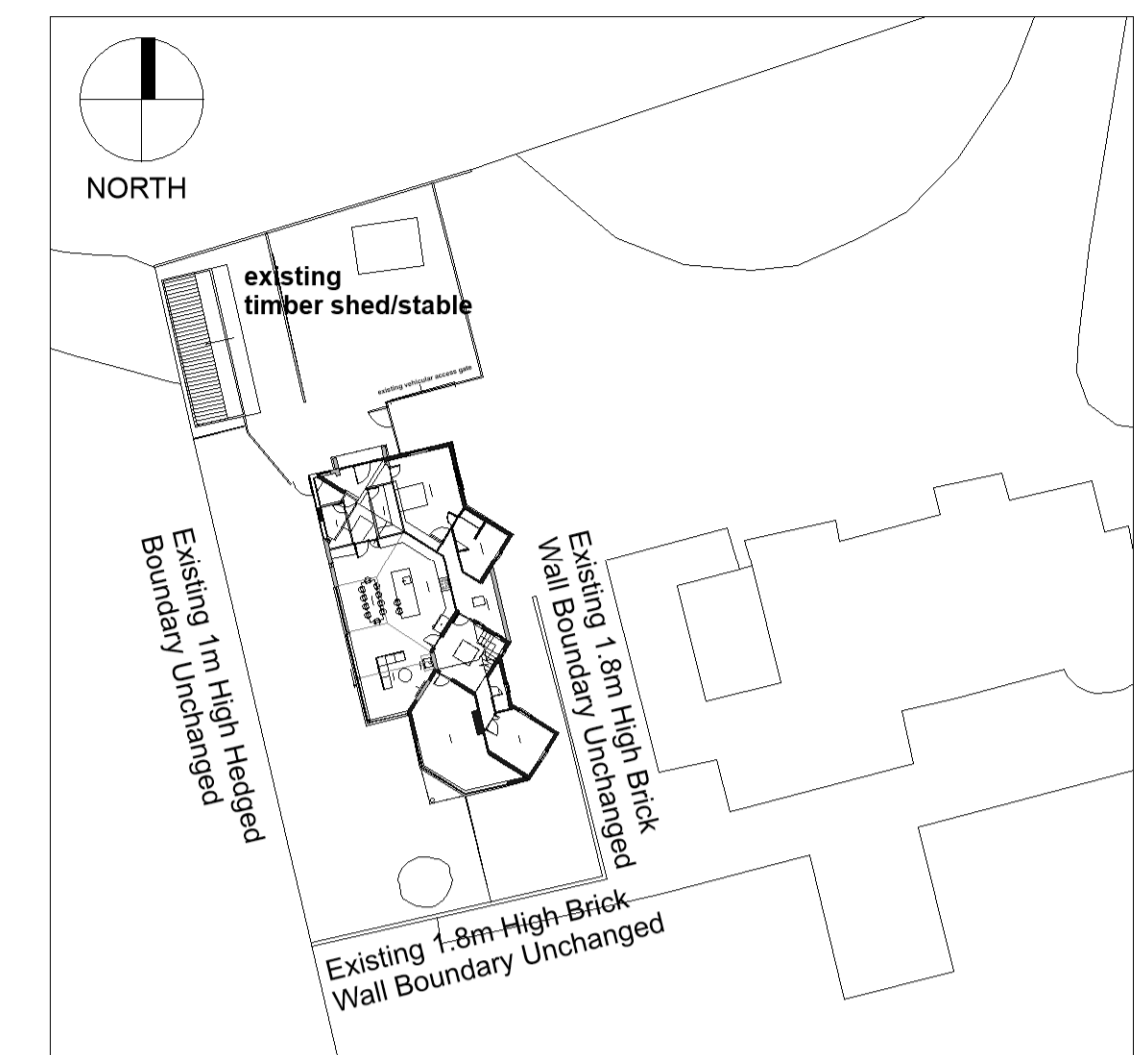 NORTH
existing
timber shed/stable
existing vehicular access gate
Existing 1m High Hedged
Boundary Unchanged
Existing 1.8m High Brick
Wall Boundary Unchanged
Existing 1.8m High Brick
Wall Boundary Unchanged